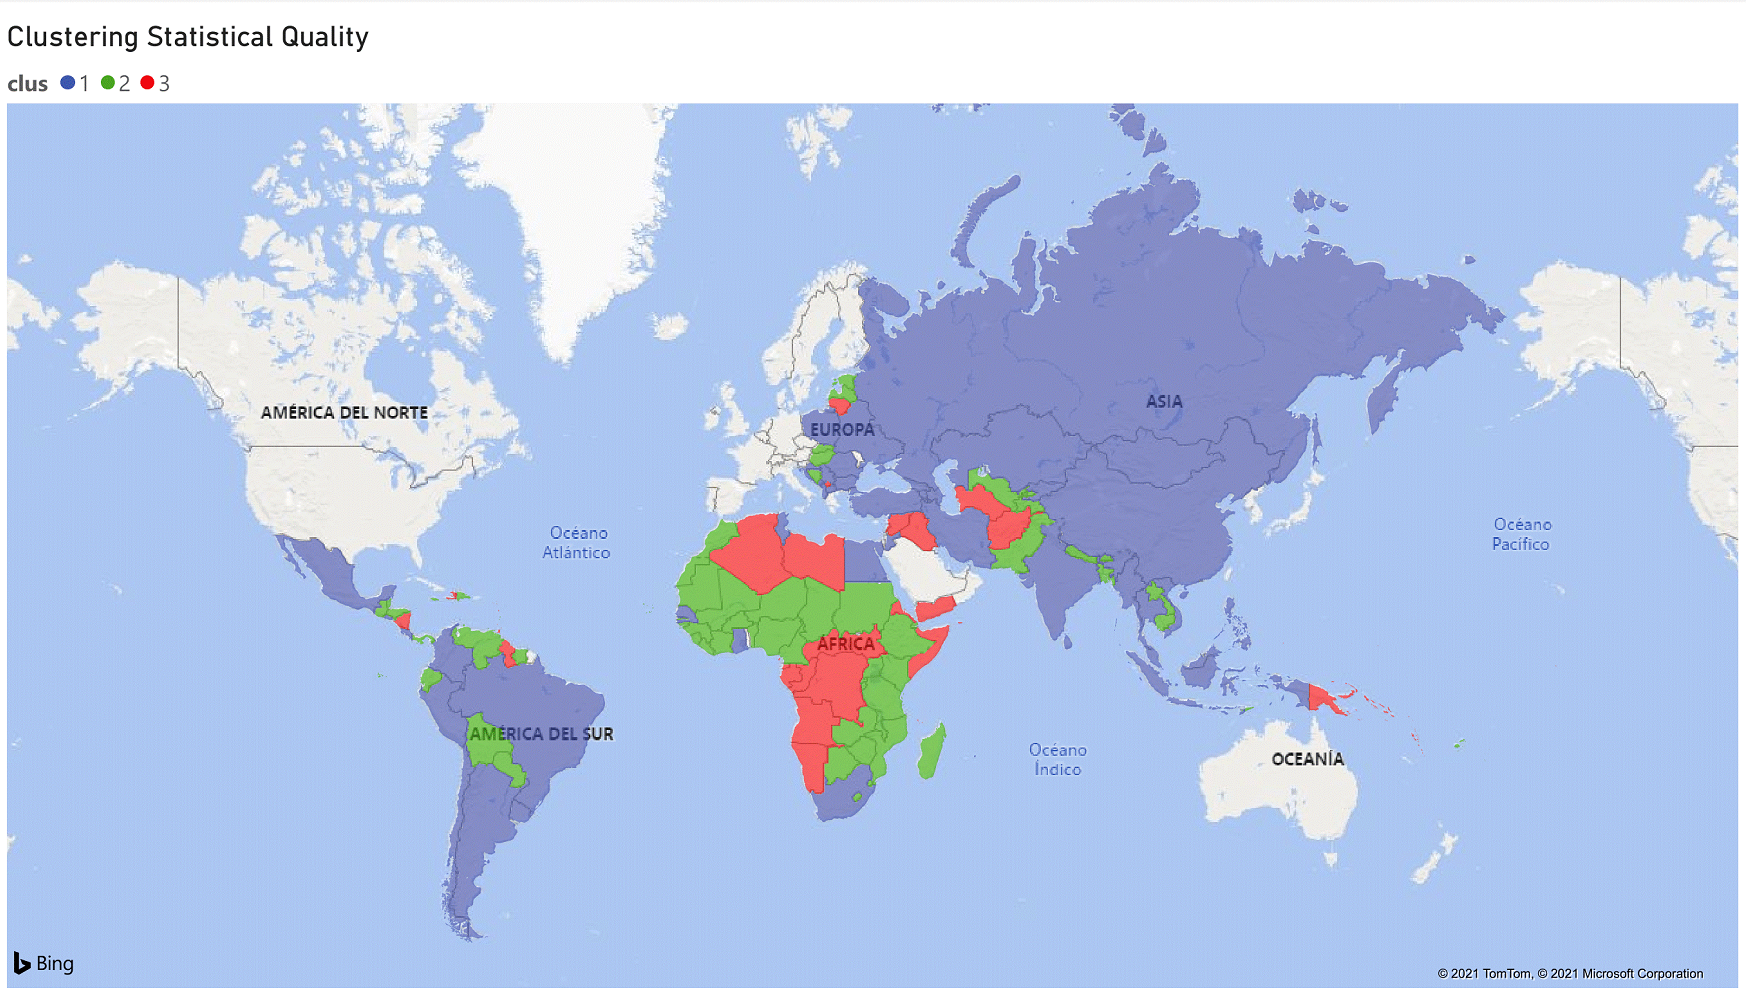 Clustering Statistical Quality
clus 1 2 3
AMÉRICA DEL NORTE
ASIA
EUROPA
Océano
Atlántico
Océano
Pacífico
ÁFRICA
AMÉRICA DEL SUR
Océano
Índico
OCEANÍA
Bing
© 2021 TomTom, © 2021 Microsoft Corporation